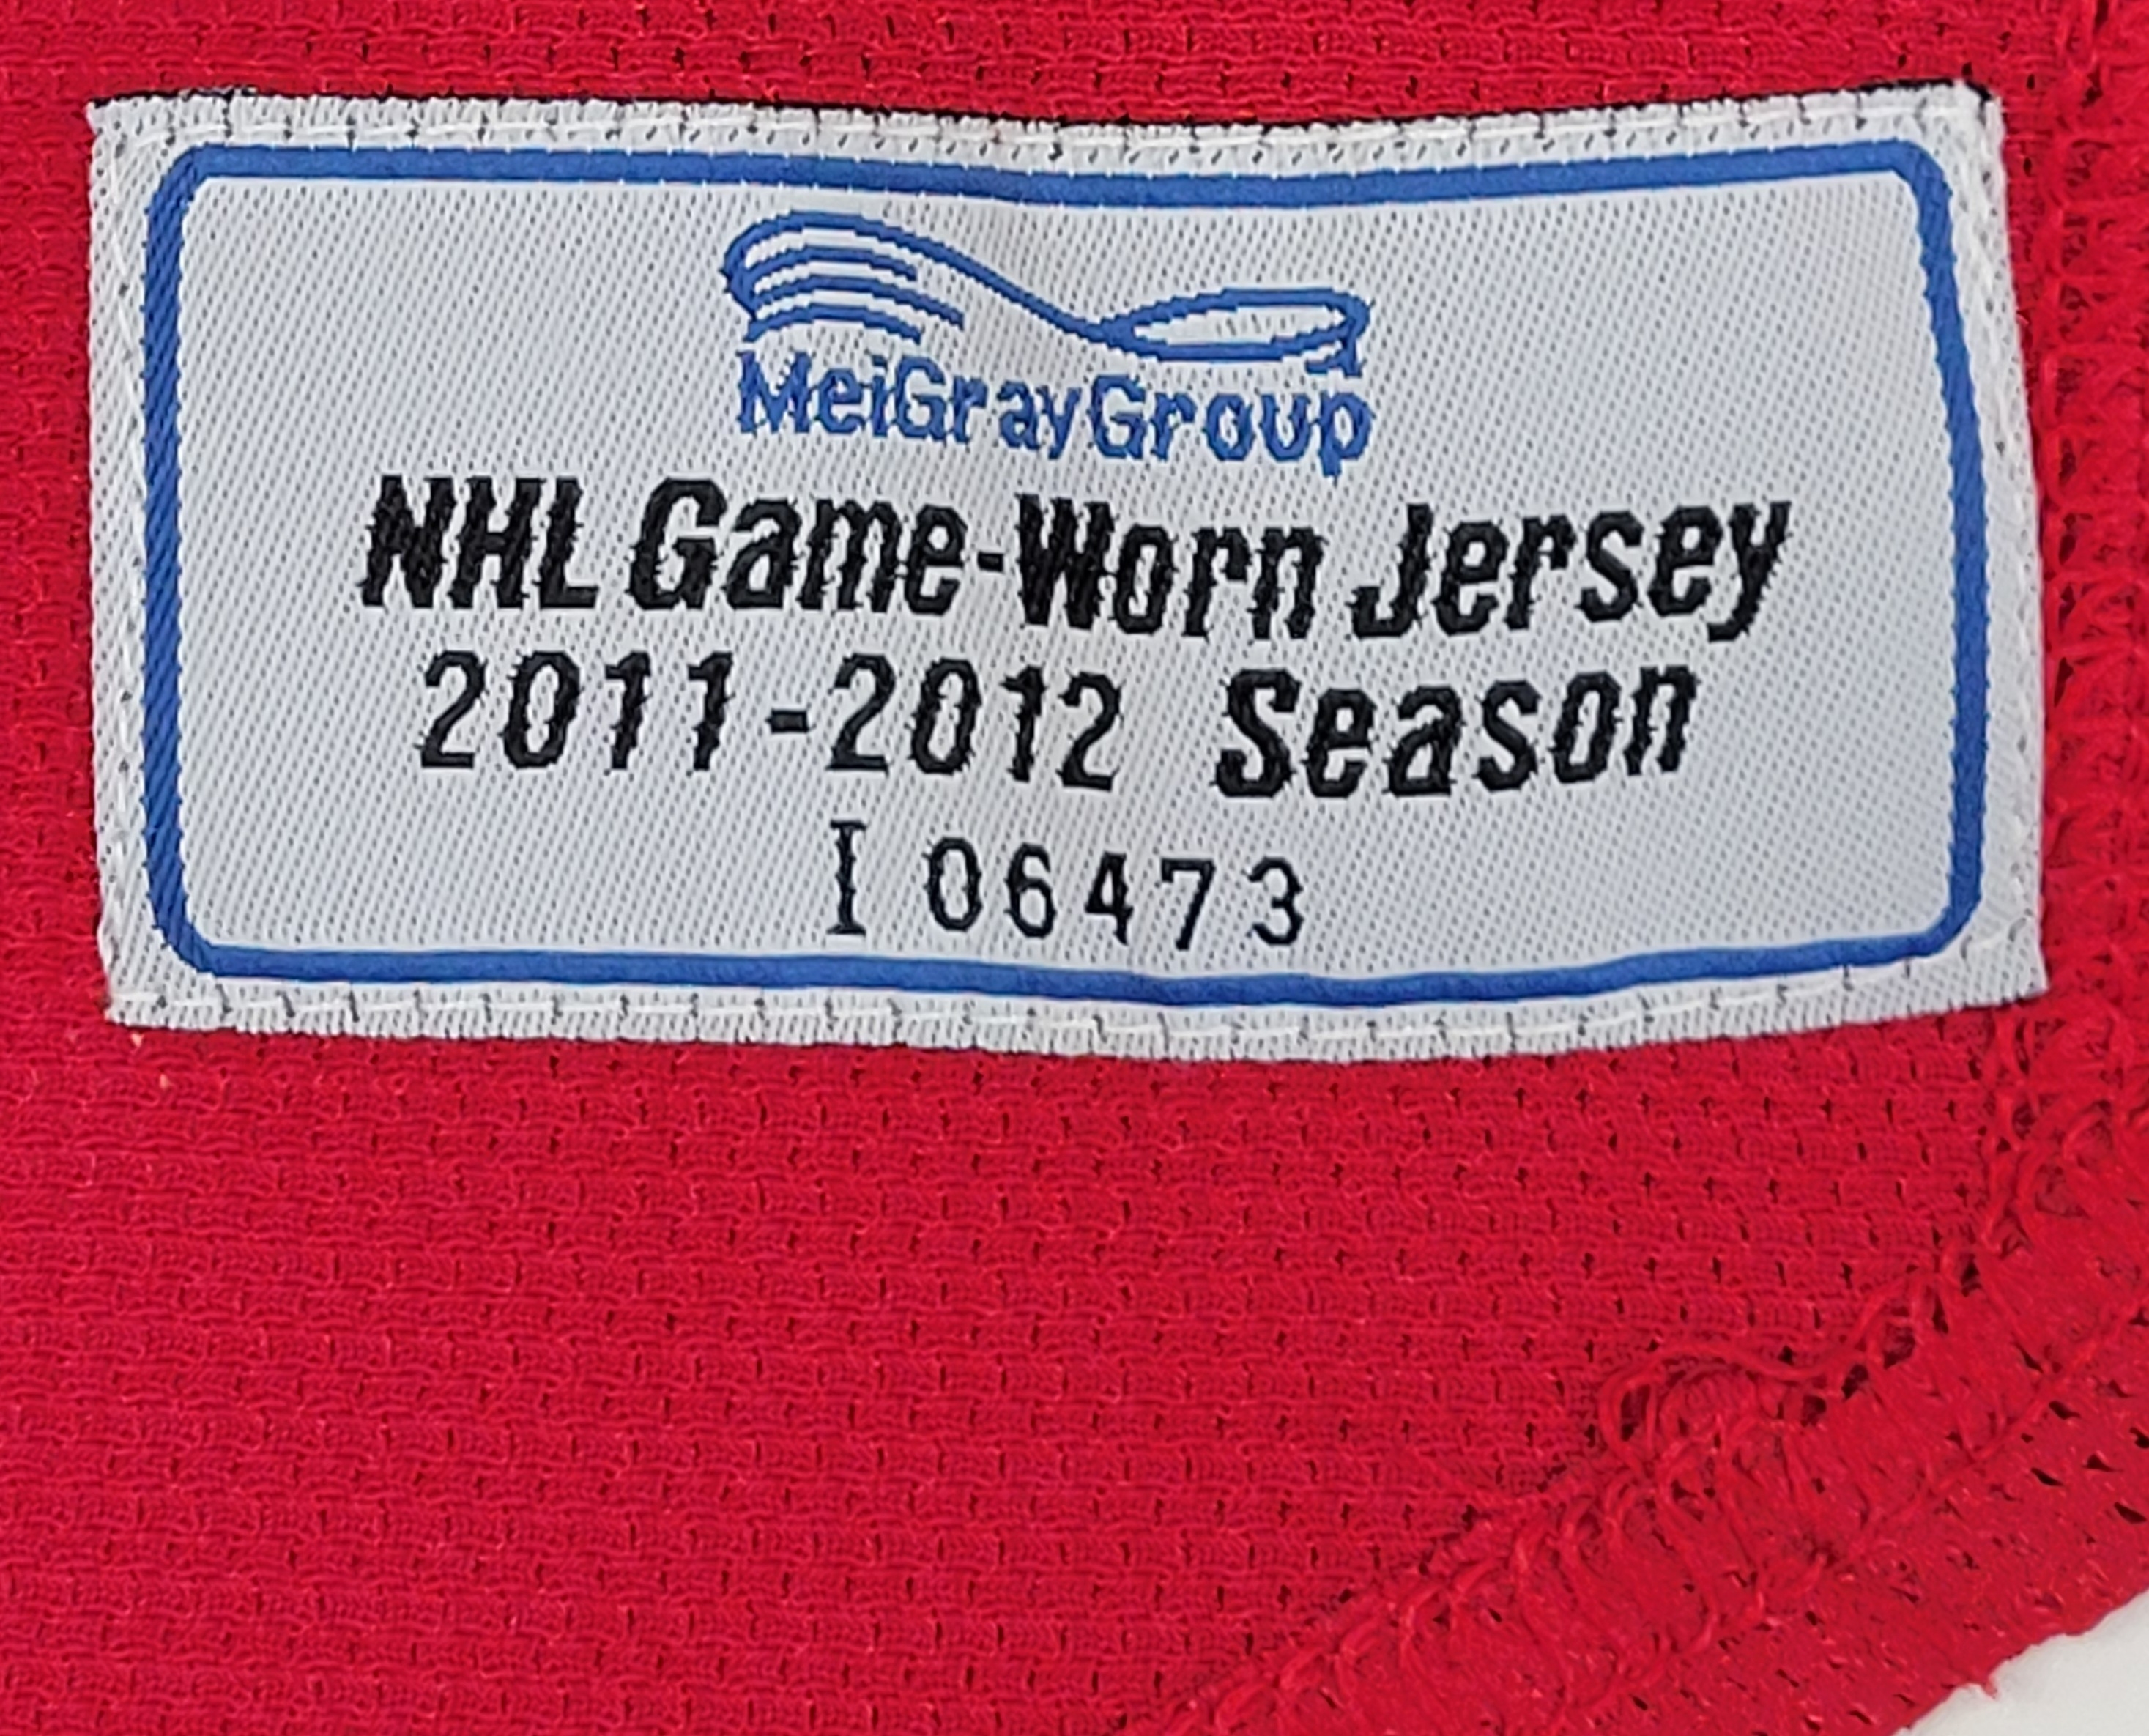 MeiGrayGroup
NHL Game-Worn Jersey
2011-2012 Season
I 06473